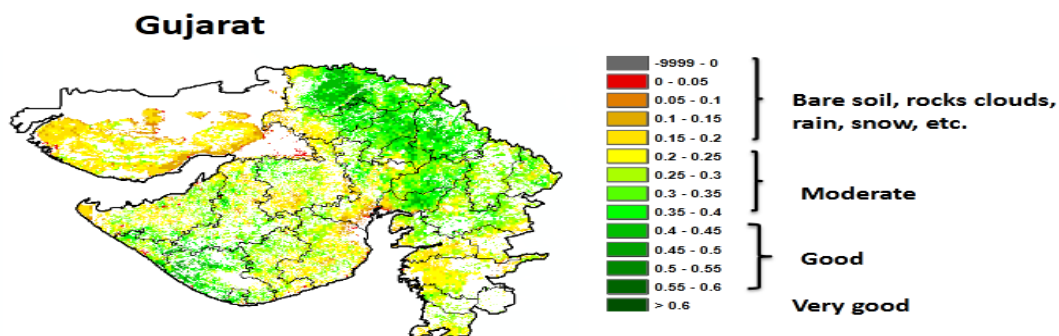 Gujarat
-9999 - 0
0 - 0.05
0.05 - 0.1
0.1 - 0.15
0.15 - 0.2
0.2 - 0.25
0.25 - 0.3
0.3 - 0.35
0.35 - 0.4
0.4 - 0.45
0.45 - 0.5
0.5 - 0.55
0.55 - 0.6
> 0.6
Bare soil, rocks clouds,
rain, snow, etc.
Moderate
Good
Very good